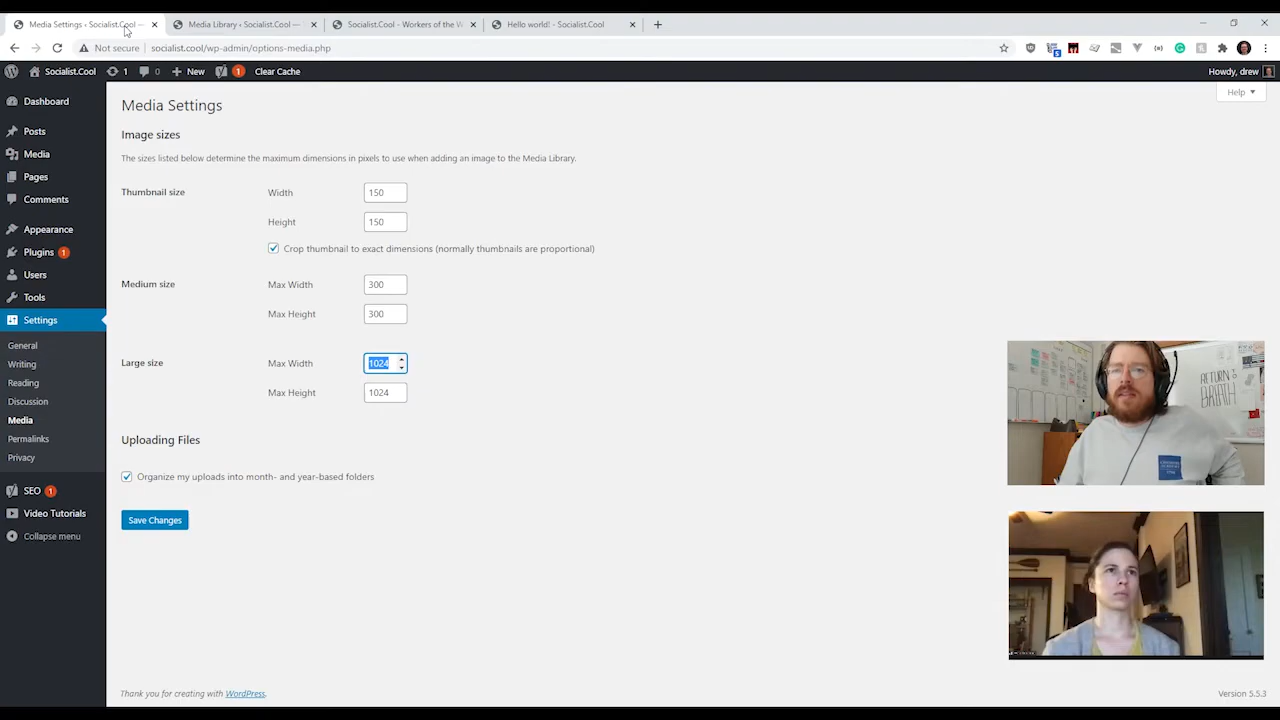 Media Settings ‹ Socialist.Cool —
Media Library ‹ Socialist.Cool —
Socialist.Cool - Workers of the W
Hello world! - Socialist.Cool
Not secure
socialist.cool/wp-admin/options-media.php
Socialist.Cool
1
0
New
1
Clear Cache
Howdy, drew
Help
Dashboard
Posts
Media
Pages
Comments
Appearance
Plugins 1
Users
Tools
Settings
General
Writing
Reading
Discussion
Media
Permalinks
Privacy
SEO 1
Video Tutorials
Collapse menu
Media Settings
Image sizes
The sizes listed below determine the maximum dimensions in pixels to use when adding an image to the Media Library.
Thumbnail size
Width 150
Height 150
Crop thumbnail to exact dimensions (normally thumbnails are proportional)
Medium size
Max Width 300
Max Height 300
Large size
Max Width 1024
Max Height 1024
Uploading Files
Organize my uploads into month- and year-based folders
Save Changes
RETURN
BIRTH
Thank you for creating with WordPress.
Version 5.5.3